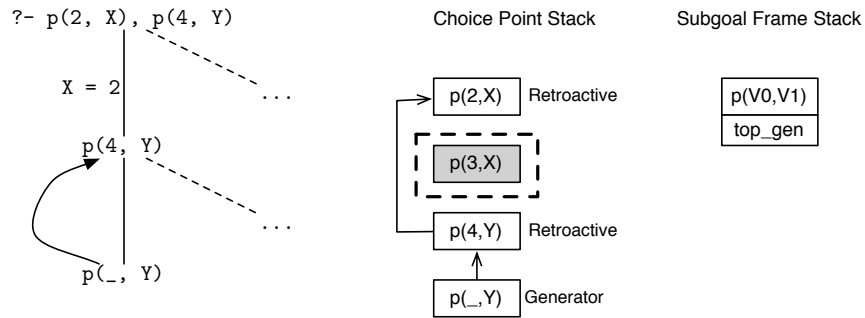 ?- p(2, X), p(4, Y)
X = 2
...
p(4, Y)
...
p(_, Y)
Choice Point Stack
p(2,X) Retroactive
p(3,X)
p(4,Y) Retroactive
p(_,Y) Generator
Subgoal Frame Stack
p(V0,V1)
top_gen